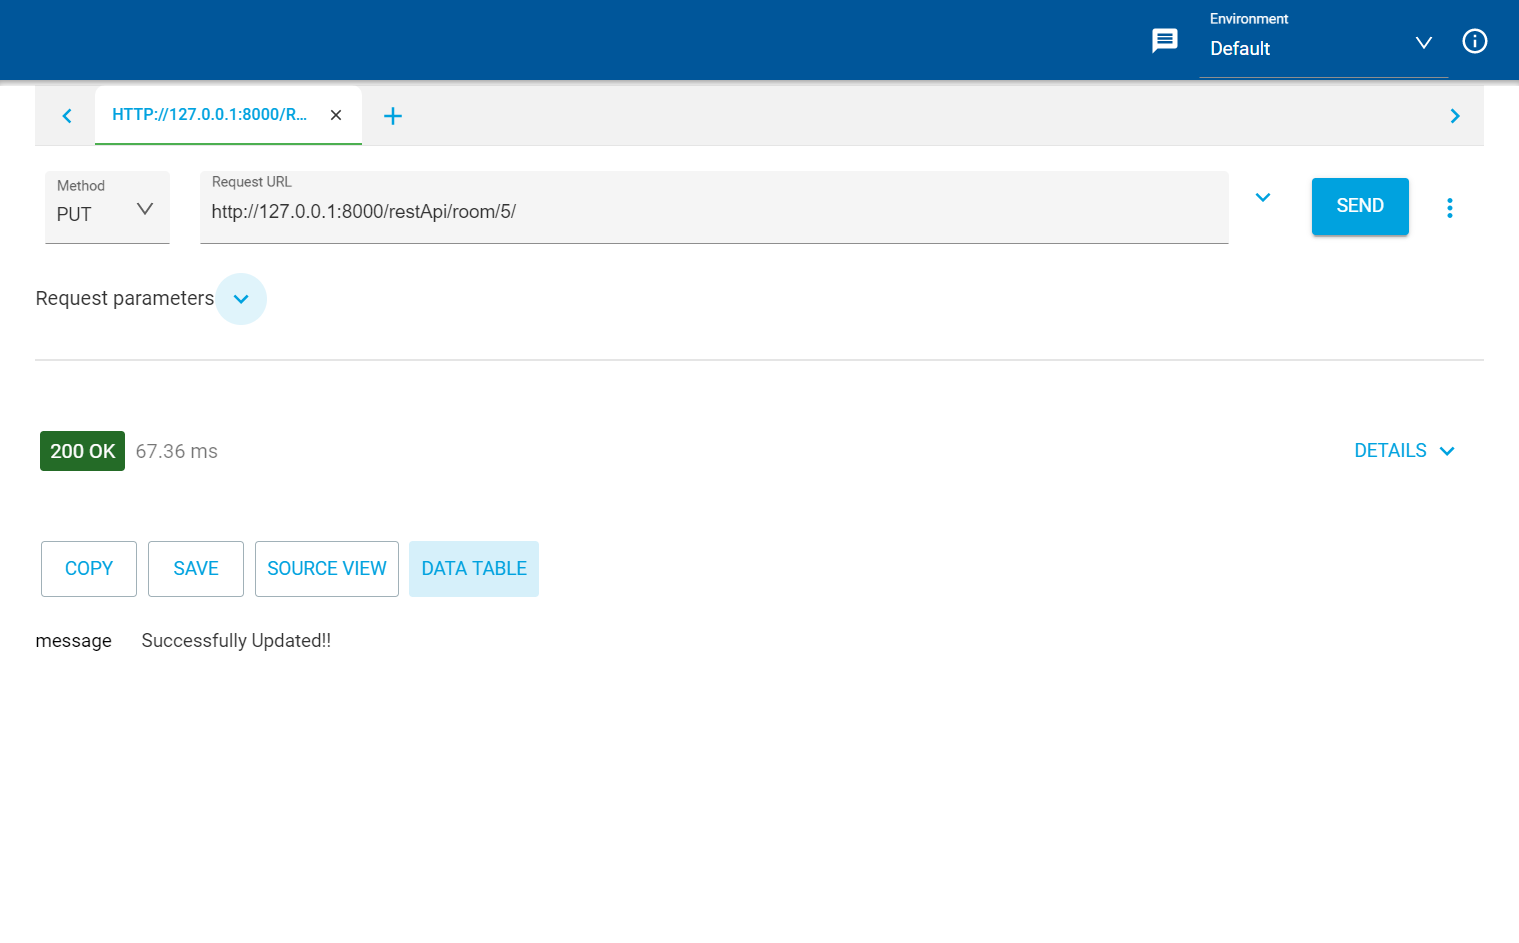 Environment
Default
HTTP://127.0.0.1:8000/R...
Method
PUT
Request URL
http://127.0.0.1:8000/restApi/room/5/
SEND
Request parameters
200 OK
67.36 ms
DETAILS
COPY
SAVE
SOURCE VIEW
DATA TABLE
message
Successfully Updated!!